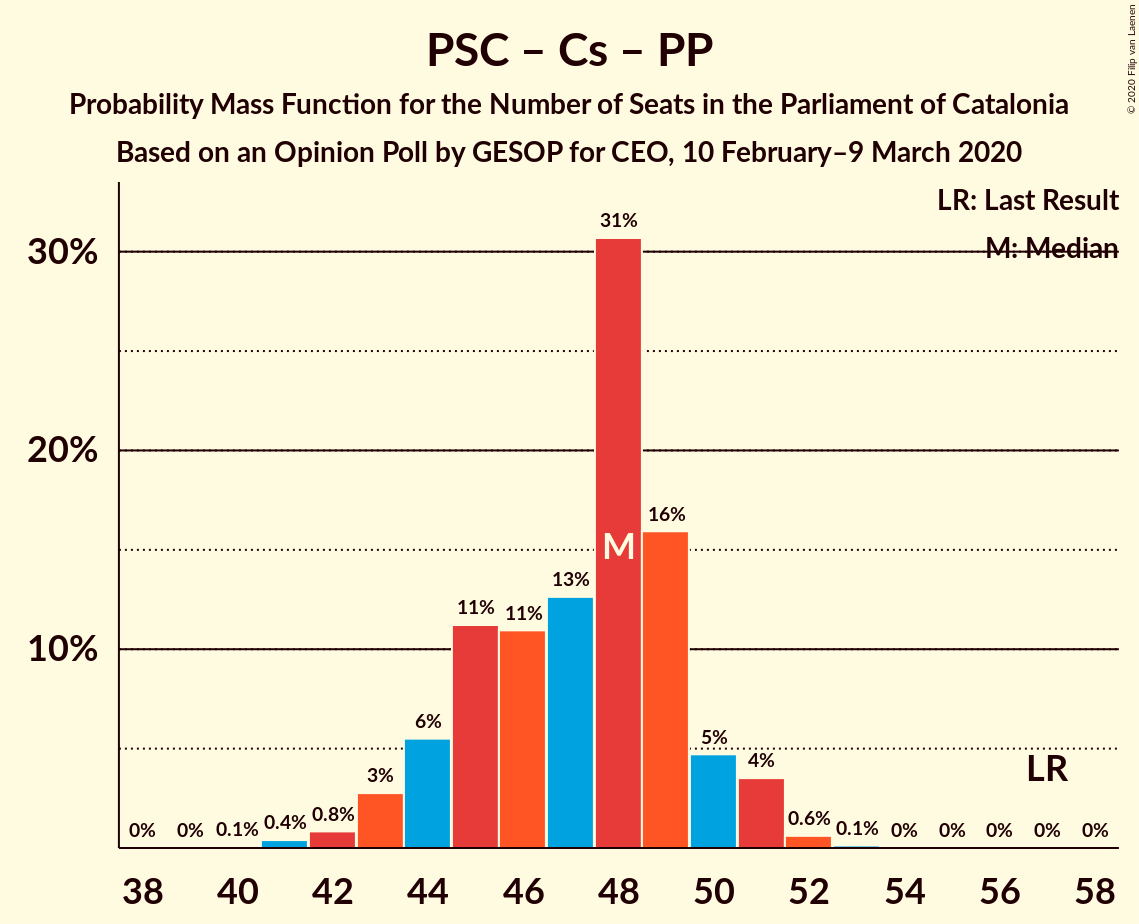 PSC – Cs – PP
Probability Mass Function for the Number of Seats in the Parliament of Catalonia
Based on an Opinion Poll by GESOP for CEO, 10 February–9 March 2020
© 2020 Filip van Laenen
LR: Last Result
M: Median
30%
20%
10%
0% 0% 0.1% 0.4% 0.8% 3% 6% 11% 11% 13% 31% 16% 5% 4% 0.6% 0.1% 0% 0% 0% 0% 0%
M
LR
38 40 42 44 46 48 50 52 54 56 58